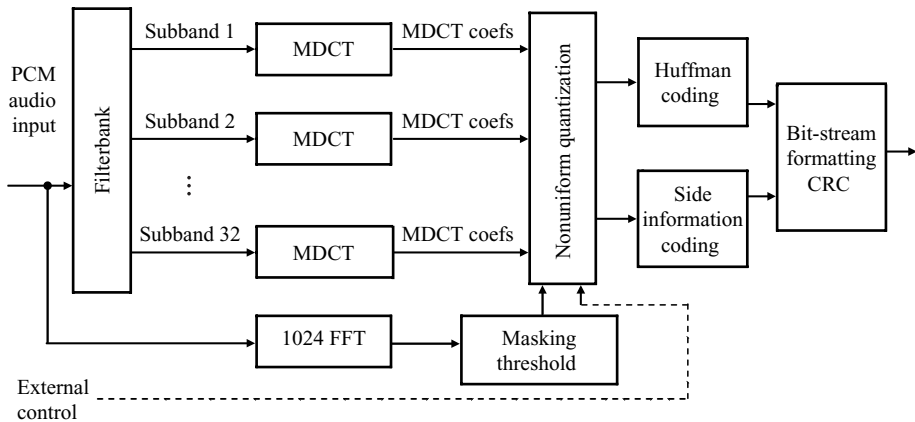 PCM
audio
input
Filterbank
Subband 1
MDCT
MDCT coefs
Subband 2
MDCT
MDCT coefs
Subband 32
MDCT
MDCT coefs
Nonuniform quantization
Huffman
coding
Side
information
coding
Bit-stream
formatting
CRC
1024 FFT
Masking
threshold
External
control